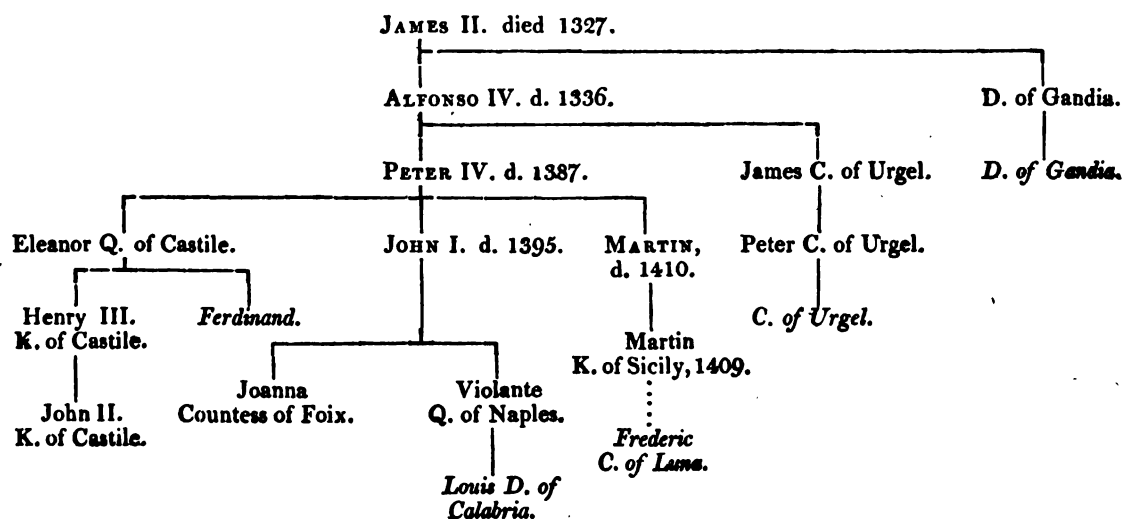 JAMES II. died 1327.
ALFONSO IV. d. 1336. D. of Gandia.
PETER IV. d. 1387. James C. of Urgel. D. of Gandia.
Eleanor Q. of Castile. JOHN I. d. 1395. MARTIN, Peter C. of Urgel.
d. 1410.
Henry III. Ferdinand. C. of Urgel.
K. of Castile. Martin
K. of Sicily, 1409.
Joanna Violante
John II. Countess of Foix. Q. of Naples.
K. of Castile. Frederic
C. of Luna.
Louis D. of
Calabria.